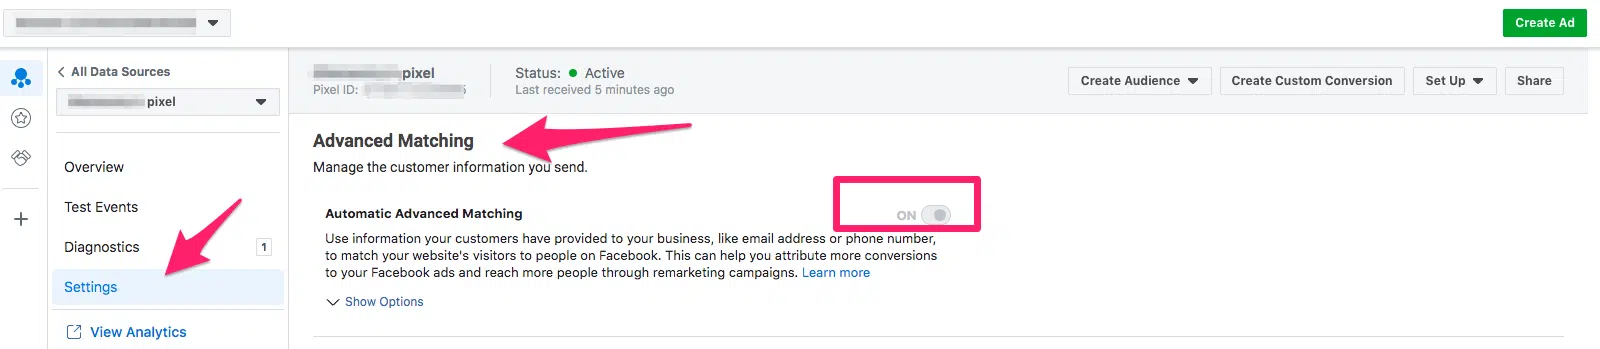 Create Ad
All Data Sources
pixel
Overview
Test Events
Diagnostics 1
Settings
View Analytics
pixel
Pixel ID:
Status: Active
Last received 5 minutes ago
Create Audience
Create Custom Conversion
Set Up
Share
Advanced Matching
Manage the customer information you send.
Automatic Advanced Matching
ON
Use information your customers have provided to your business, like email address or phone number,
to match your website's visitors to people on Facebook. This can help you attribute more conversions
to your Facebook ads and reach more people through remarketing campaigns. Learn more
Show Options